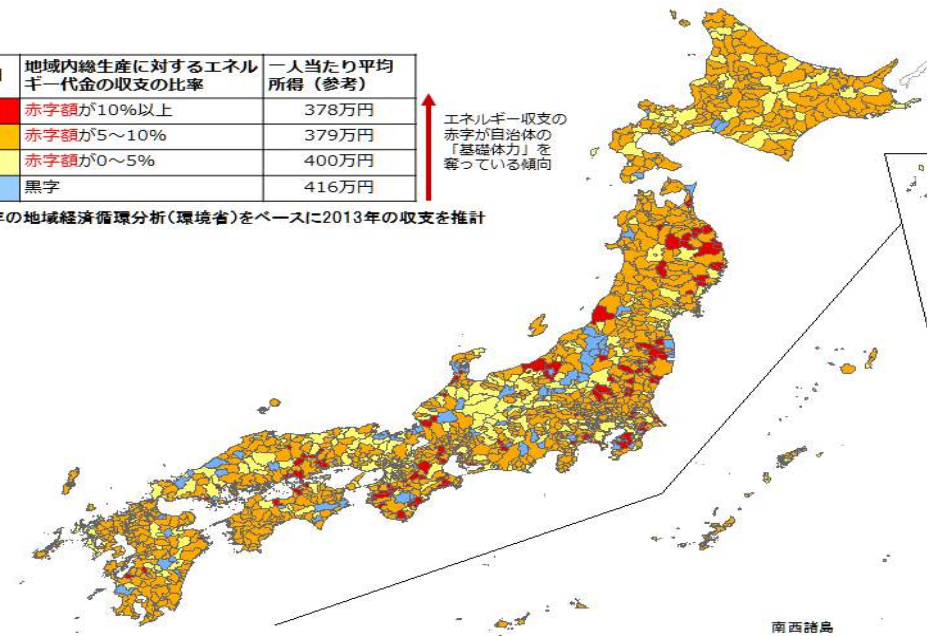 地域内総生産に対するエネル
ギー代金の収支の比率
一人当たり平均
所得（参考）
赤字額が10%以上
378万円
赤字額が5～10%
379万円
赤字額が0～5%
400万円
黒字
416万円
エネルギー収支の
赤字が自治体の
「基礎体力」を
奪っている傾向
の地域経済循環分析（環境省）をベースに2013年の収支を推計
南西諸島